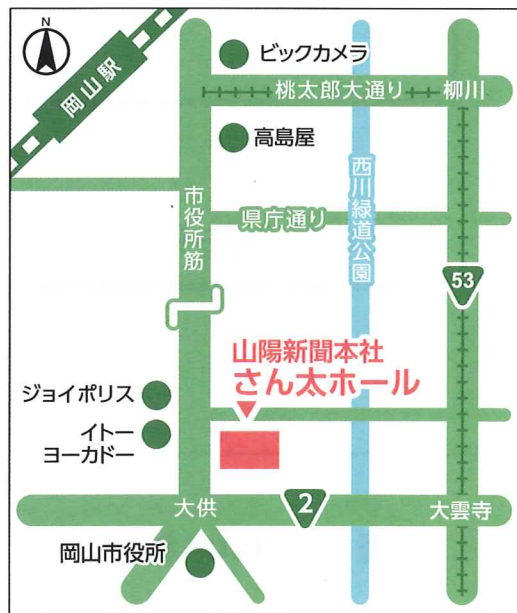 N
岡山駅
ビックカメラ
桃太郎大通り
柳川
高島屋
市役所筋
県庁通り
西川緑道公園
53
山陽新聞本社
さん太ホール
ジョイポリス
イトー
ヨーカドー
大供
2
大雲寺
岡山市役所